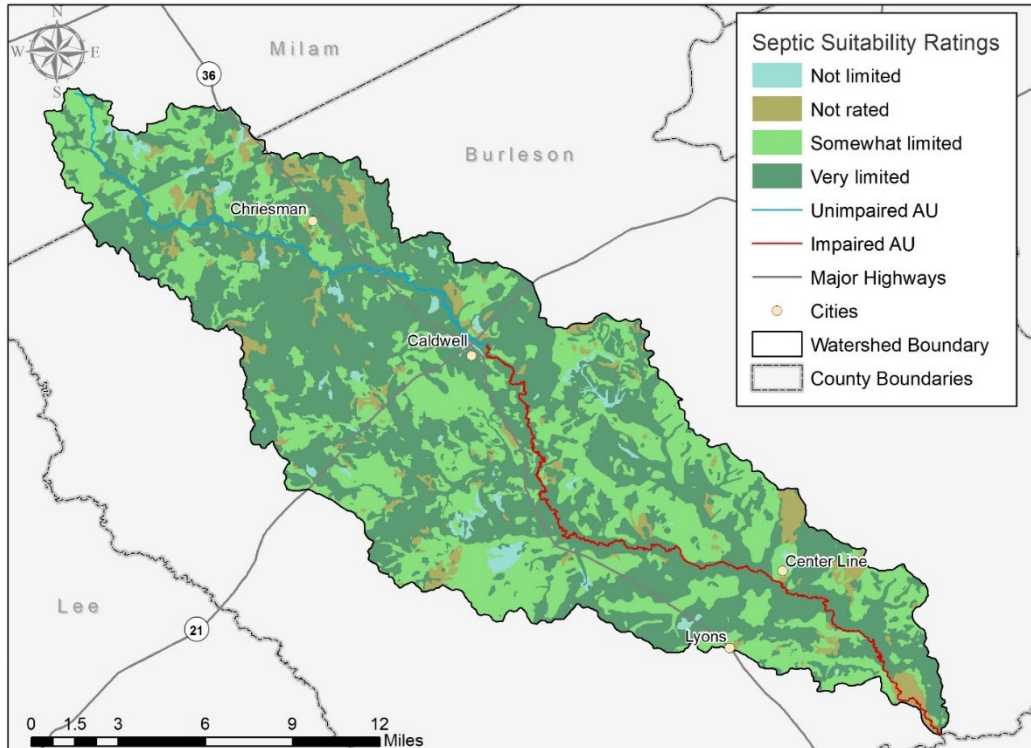 N
W E
S
36
Milam
Burleson
Chriesman
Caldwell
Center Line
Lyons
Lee
21
0 1.5 3 6 9 12
Miles
Septic Suitability Ratings
Not limited
Not rated
Somewhat limited
Very limited
Unimpaired AU
Impaired AU
Major Highways
Cities
Watershed Boundary
County Boundaries